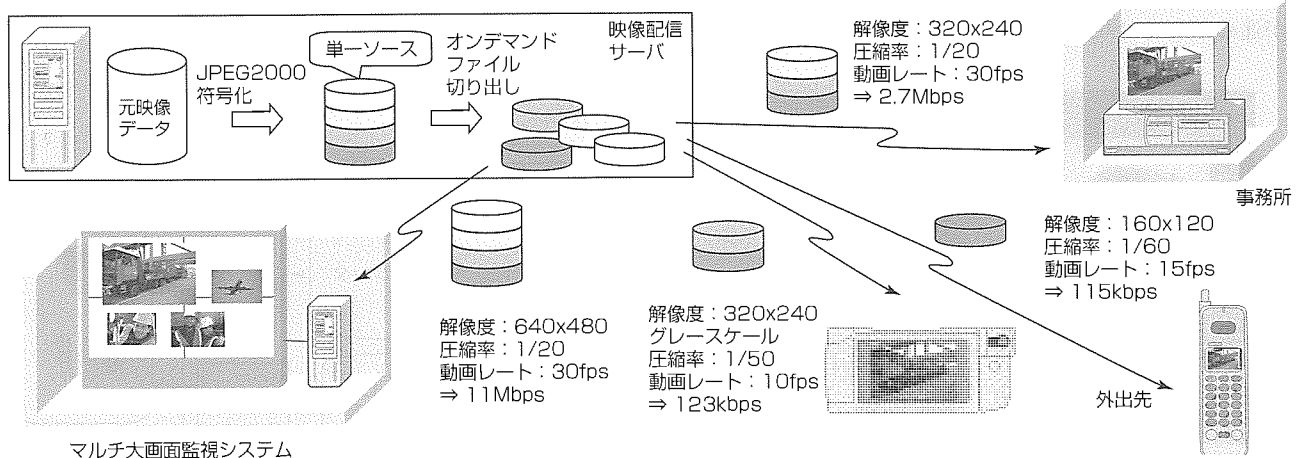 元映像
データ
JPEG2000
符号化
単一ソース
オンデマンド
ファイル
切り出し
映像配信
サーバ
解像度：320x240
圧縮率：1/20
動画レート：30fps
⇒ 2.7Mbps
事務所
解像度：160x120
圧縮率：1/60
動画レート：15fps
⇒ 115kbps
外出先
解像度：640x480
圧縮率：1/20
動画レート：30fps
⇒ 11Mbps
解像度：320x240
グレースケール
圧縮率：1/50
動画レート：10fps
⇒ 123kbps
マルチ大画面監視システム